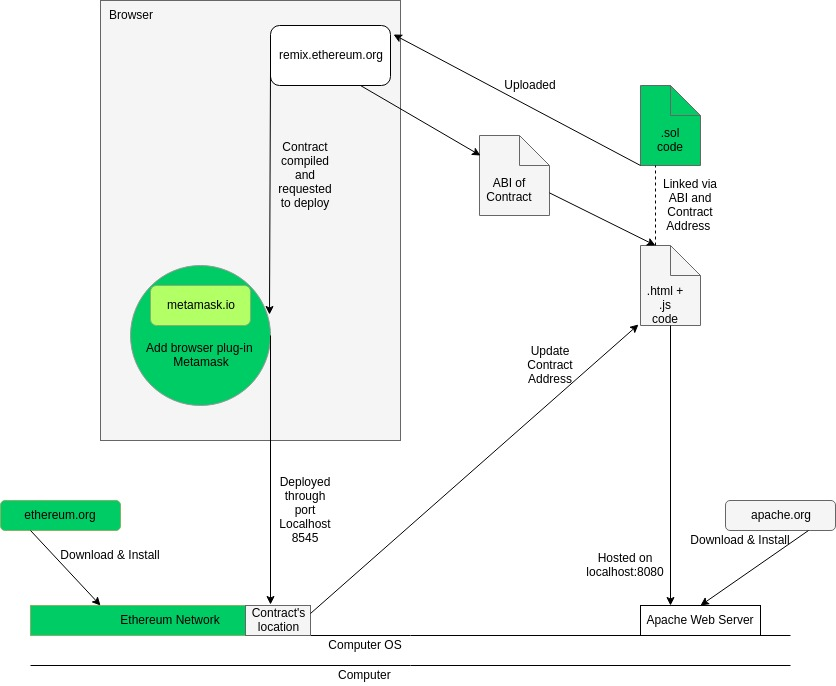 Browser
remix.ethereum.org
Uploaded
.sol
code
Contract
compiled
and
requested
to deploy
ABI of
Contract
Linked via
ABI and
Contract
Address
metamask.io
Add browser plug-in
Metamask
.html +
.js
code
Update
Contract
Address
Deployed
through
port
Localhost
8545
ethereum.org
apache.org
Download & Install
Download & Install
Hosted on
localhost:8080
Ethereum Network
Contract's
location
Apache Web Server
Computer OS
Computer